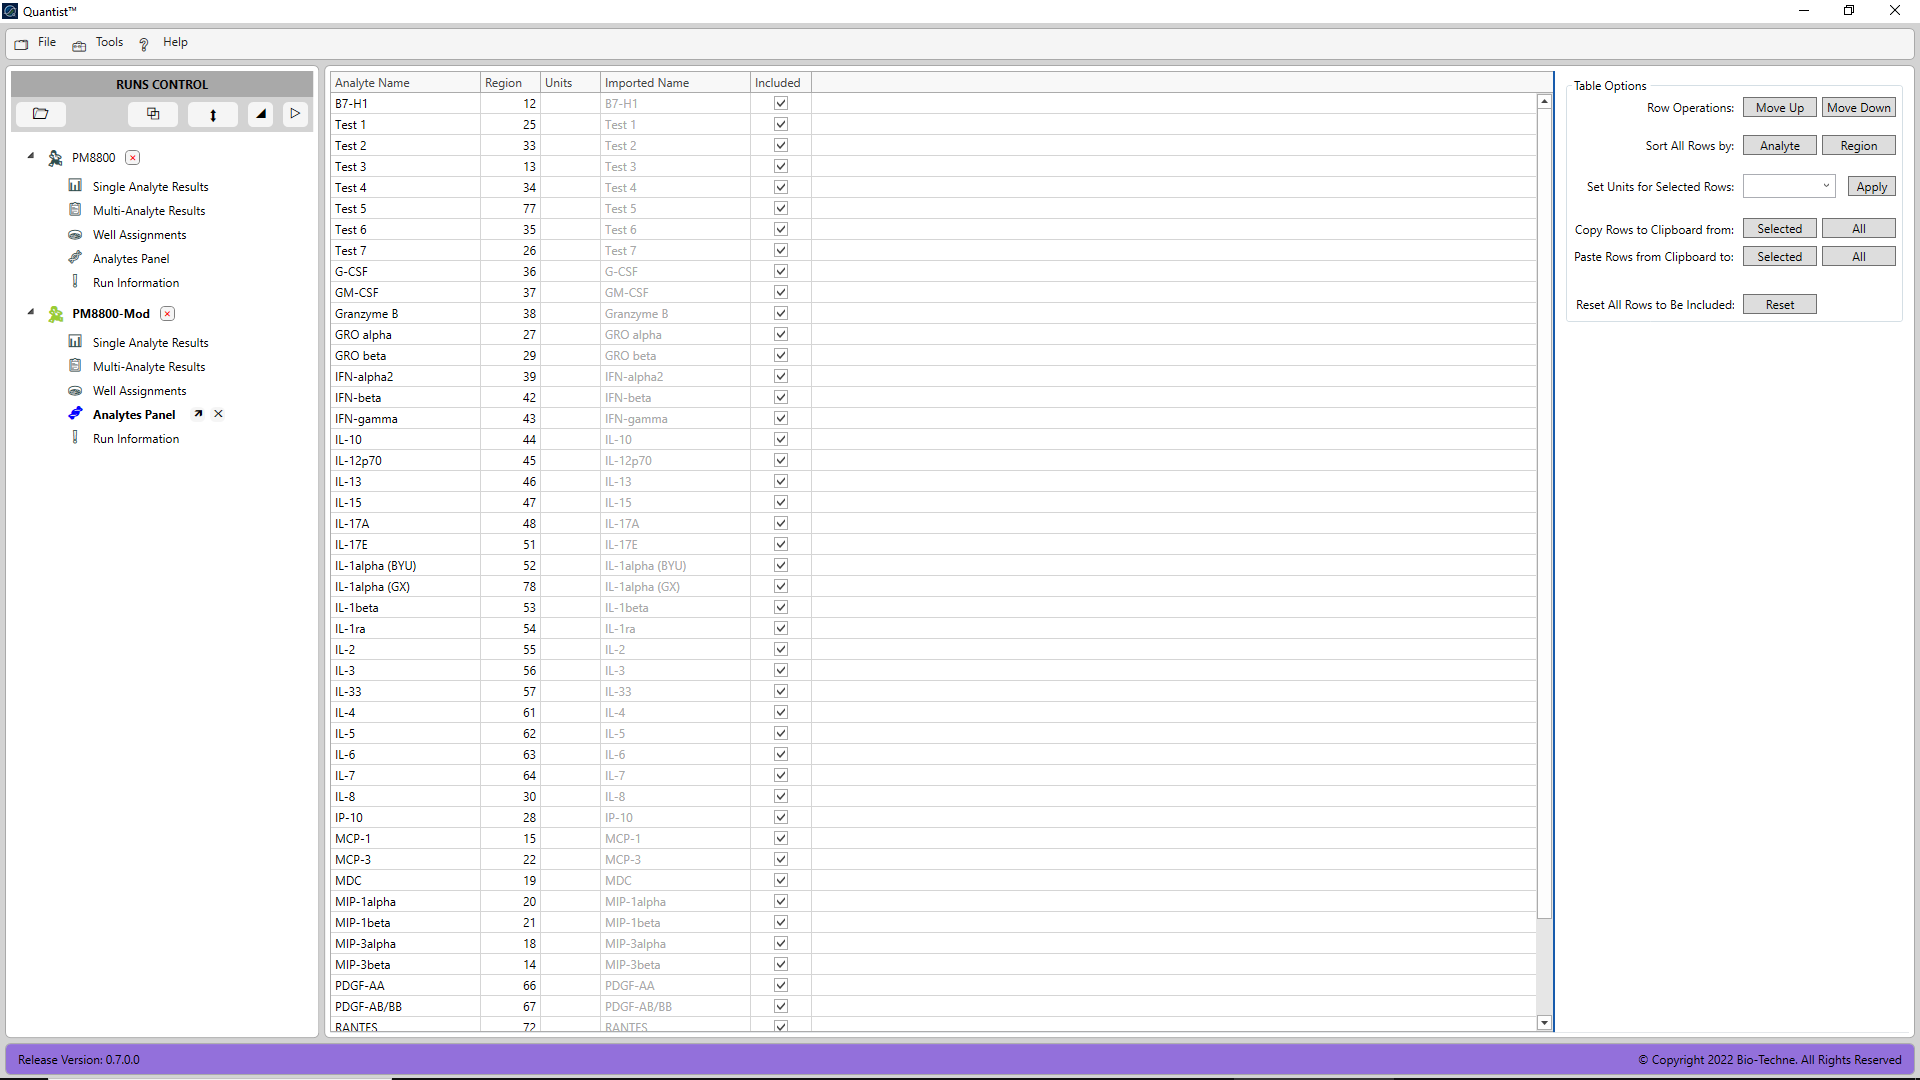 Quantist™
File Tools Help
RUNS CONTROL
PM8800
Single Analyte Results
Multi-Analyte Results
Well Assignments
Analytes Panel
Run Information
PM8800-Mod
Single Analyte Results
Multi-Analyte Results
Well Assignments
Analytes Panel
Run Information
Analyte Name Region Units Imported Name Included
B7-H1 12 B7-H1
Test 1 25 Test 1
Test 2 33 Test 2
Test 3 13 Test 3
Test 4 34 Test 4
Test 5 77 Test 5
Test 6 35 Test 6
Test 7 26 Test 7
G-CSF 36 G-CSF
GM-CSF 37 GM-CSF
Granzyme B 38 Granzyme B
GRO alpha 27 GRO alpha
GRO beta 29 GRO beta
IFN-alpha2 39 IFN-alpha2
IFN-beta 42 IFN-beta
IFN-gamma 43 IFN-gamma
IL-10 44 IL-10
IL-12p70 45 IL-12p70
IL-13 46 IL-13
IL-15 47 IL-15
IL-17A 48 IL-17A
IL-17E 51 IL-17E
IL-1alpha (BYU) 52 IL-1alpha (BYU)
IL-1alpha (GX) 78 IL-1alpha (GX)
IL-1beta 53 IL-1beta
IL-1ra 54 IL-1ra
IL-2 55 IL-2
IL-3 56 IL-3
IL-33 57 IL-33
IL-4 61 IL-4
IL-5 62 IL-5
IL-6 63 IL-6
IL-7 64 IL-7
IL-8 30 IL-8
IP-10 28 IP-10
MCP-1 15 MCP-1
MCP-3 22 MCP-3
MDC 19 MDC
MIP-1alpha 20 MIP-1alpha
MIP-1beta 21 MIP-1beta
MIP-3alpha 18 MIP-3alpha
MIP-3beta 14 MIP-3beta
PDGF-AA 66 PDGF-AA
PDGF-AB/BB 67 PDGF-AB/BB
RANTES 72 RANTES
Table Options
Row Operations: Move Up Move Down
Sort All Rows by: Analyte Region
Set Units for Selected Rows: Apply
Copy Rows to Clipboard from: Selected All
Paste Rows from Clipboard to: Selected All
Reset All Rows to Be Included: Reset
Release Version: 0.7.0.0
© Copyright 2022 Bio-Techne. All Rights Reserved